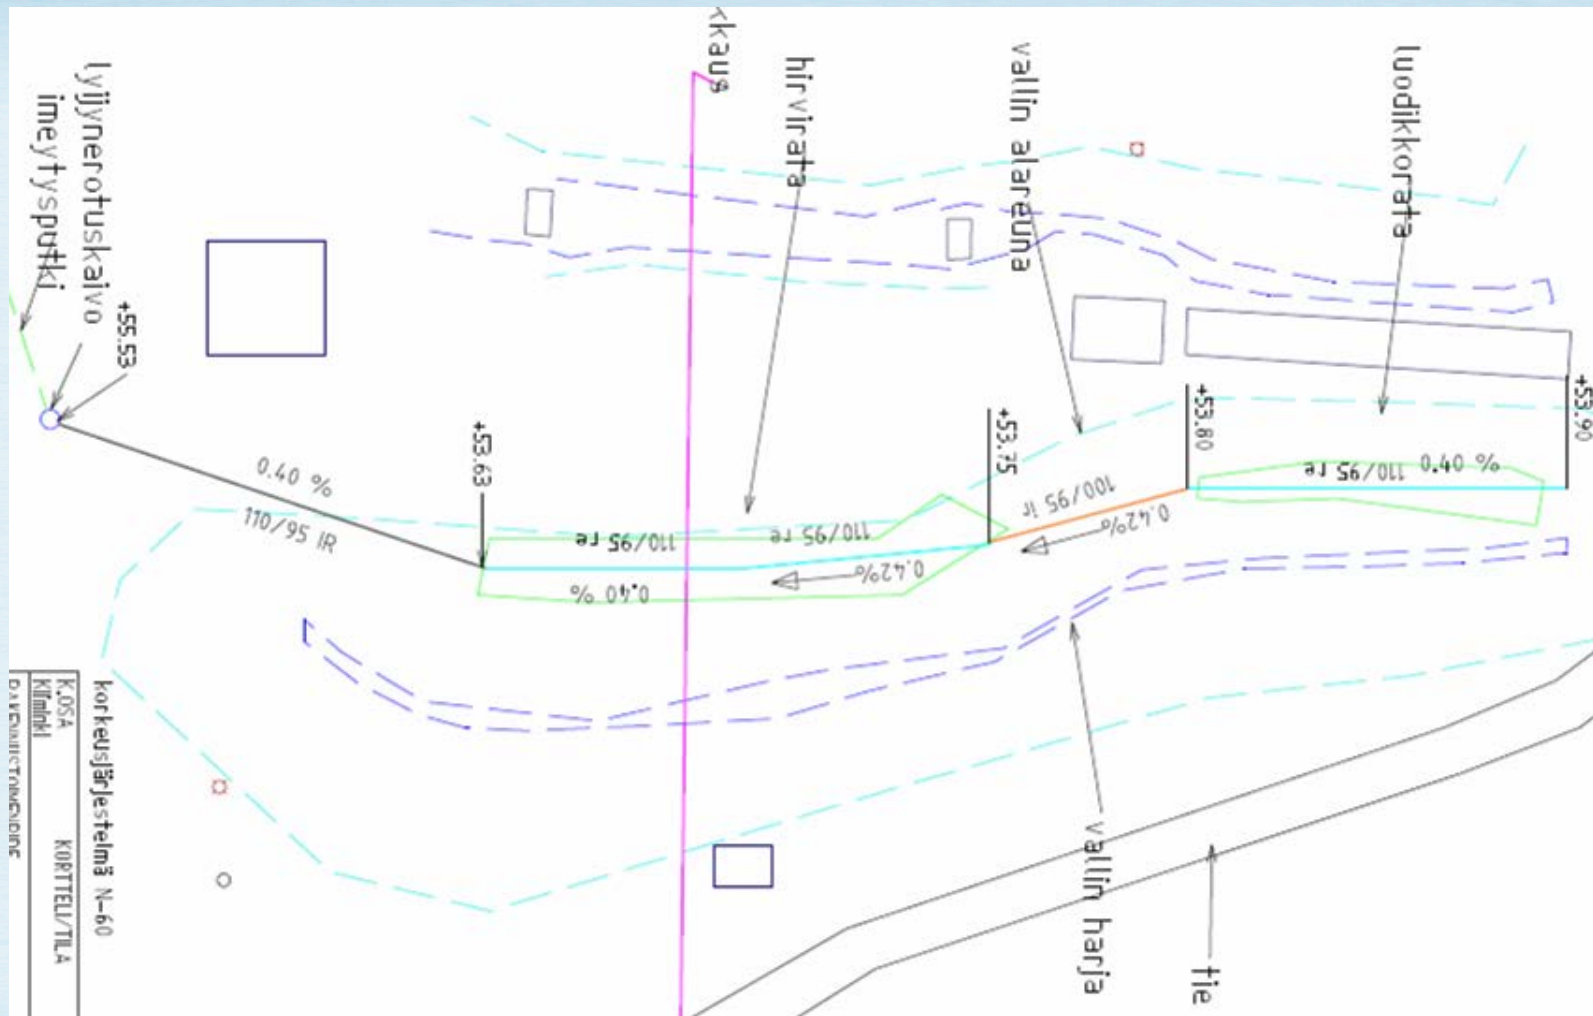 kkaus
hirvirata
vallin alareuna
luodikkorata
lyijynerotuskaivo
imeytysputki
+55.53
+53.63
+53.75
+53.80
+53.90
110/95 re
0.40 %
100/95 ir
0.42%
110/95 re
110/95 re
0.42%
0.40 %
0.40 %
110/95 IR
vallin harja
tie
korkeusjärjestelmä N-60
K.OSA
KORTTELI/TILA
Kiiminki